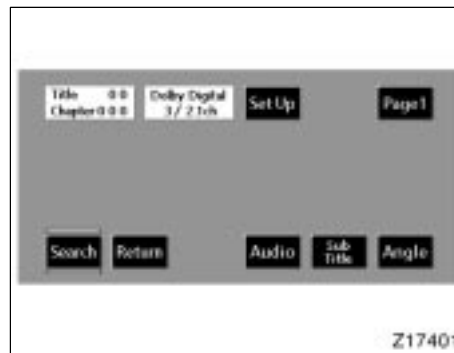 Title 0 0
Chapter 0 0 0
Dolby Digital
3 / 2.1ch
Set Up
Page1
Search
Return
Audio
Sub
Title
Angle
Z17401